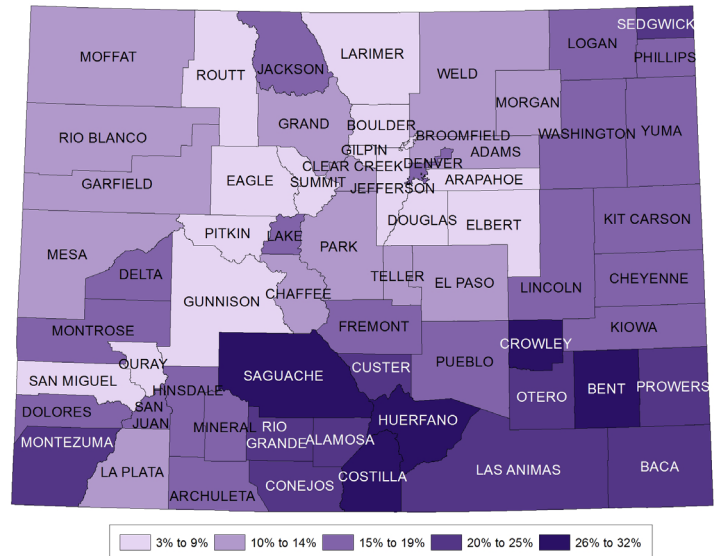 SEDGWICK
MOFFAT
ROUTT
JACKSON
LARIMER
WELD
LOGAN
PHILLIPS
MORGAN
RIO BLANCO
GRAND
BOULDER
BROOMFIELD
WASHINGTON
YUMA
GILPIN
ADAMS
CLEAR CREEK
DENVER
GARFIELD
EAGLE
SUMMIT
JEFFERSON
ARAPAHOE
PITKIN
LAKE
DOUGLAS
ELBERT
KIT CARSON
MESA
PARK
DELTA
TELLER
EL PASO
CHEYENNE
LINCOLN
GUNNISON
CHAFFEE
MONTROSE
FREMONT
KIOWA
CROWLEY
OURAY
PUEBLO
SAN MIGUEL
SAGUACHE
CUSTER
HINSDALE
BENT
PROWERS
OTERO
DOLORES
SAN
JUAN
MINERAL
RIO
GRANDE
HUERFANO
MONTEZUMA
ALAMOSA
LA PLATA
COSTILLA
LAS ANIMAS
BACA
CONEJOS
ARCHULETA
3% to 9%
10% to 14%
15% to 19%
20% to 25%
26% to 32%